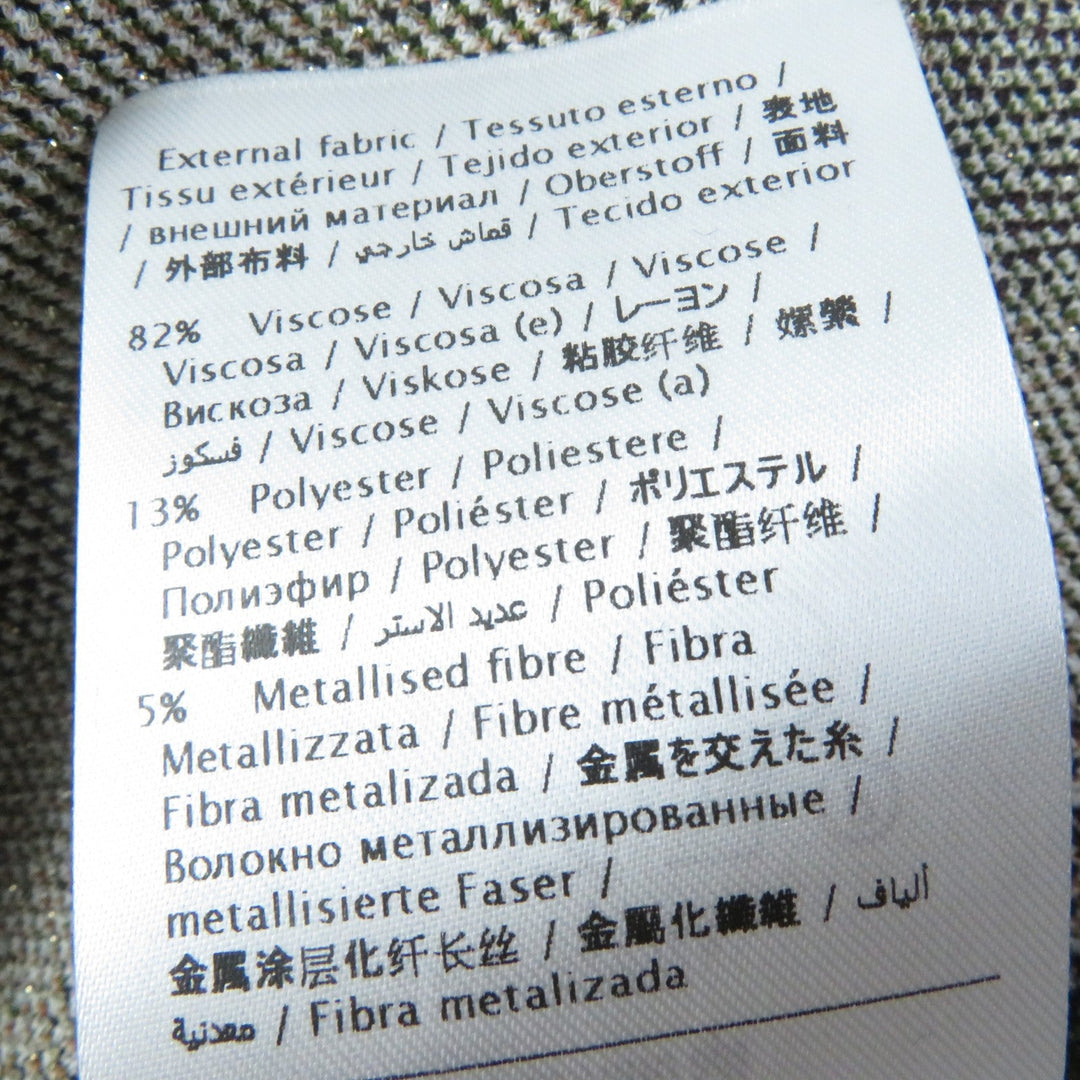 External fabric / Tessuto esterno /
Tissu extérieur / Tejido exterior / 表地
/ внешний материал / Oberstoff / 面料
/ 外部布料 / قماش خارجي / Tecido exterior
82% Viscose / Viscosa / Viscose /
Viscosa / Viscosa (e) / レーヨン /
Вискоза / Viskose / 粘胶纤维 / 嫘縈 /
فسكوز / Viscose / Viscose (a)
13% Polyester / Poliestere /
Polyester / Poliéster / ポリエステル /
Полиэфир / Polyester / 聚酯纤维 /
聚酯纖維 / عديد الاستر / Poliéster
5% Metallised fibre / Fibra
Metallizzata / Fibre métallisée /
Fibra metalizada / 金属を交えた糸 /
Волокно металлизированные /
metallisierte Faser /
金属涂层化纤长丝 / 金屬化纖維 / ألياف
معدنية / Fibra metalizada